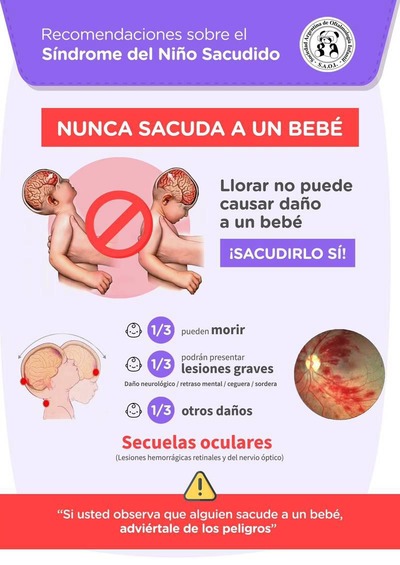 Recomendaciones sobre el
Síndrome del Niño Sacudido
Sociedad Argentina de Oftalmología Infantil
S.A.O.I.
NUNCA SACUDA A UN BEBÉ
Llorar no puede
causar daño
a un bebé
¡SACUDIRLO SÍ!
1/3 pueden morir
1/3 podrán presentar
lesiones graves
Daño neurológico / retraso mental / ceguera / sordera
1/3 otros daños
Secuelas oculares
(Lesiones hemorrágicas retinales y del nervio óptico)
“Si usted observa que alguien sacude a un bebé,
adviértale de los peligros”